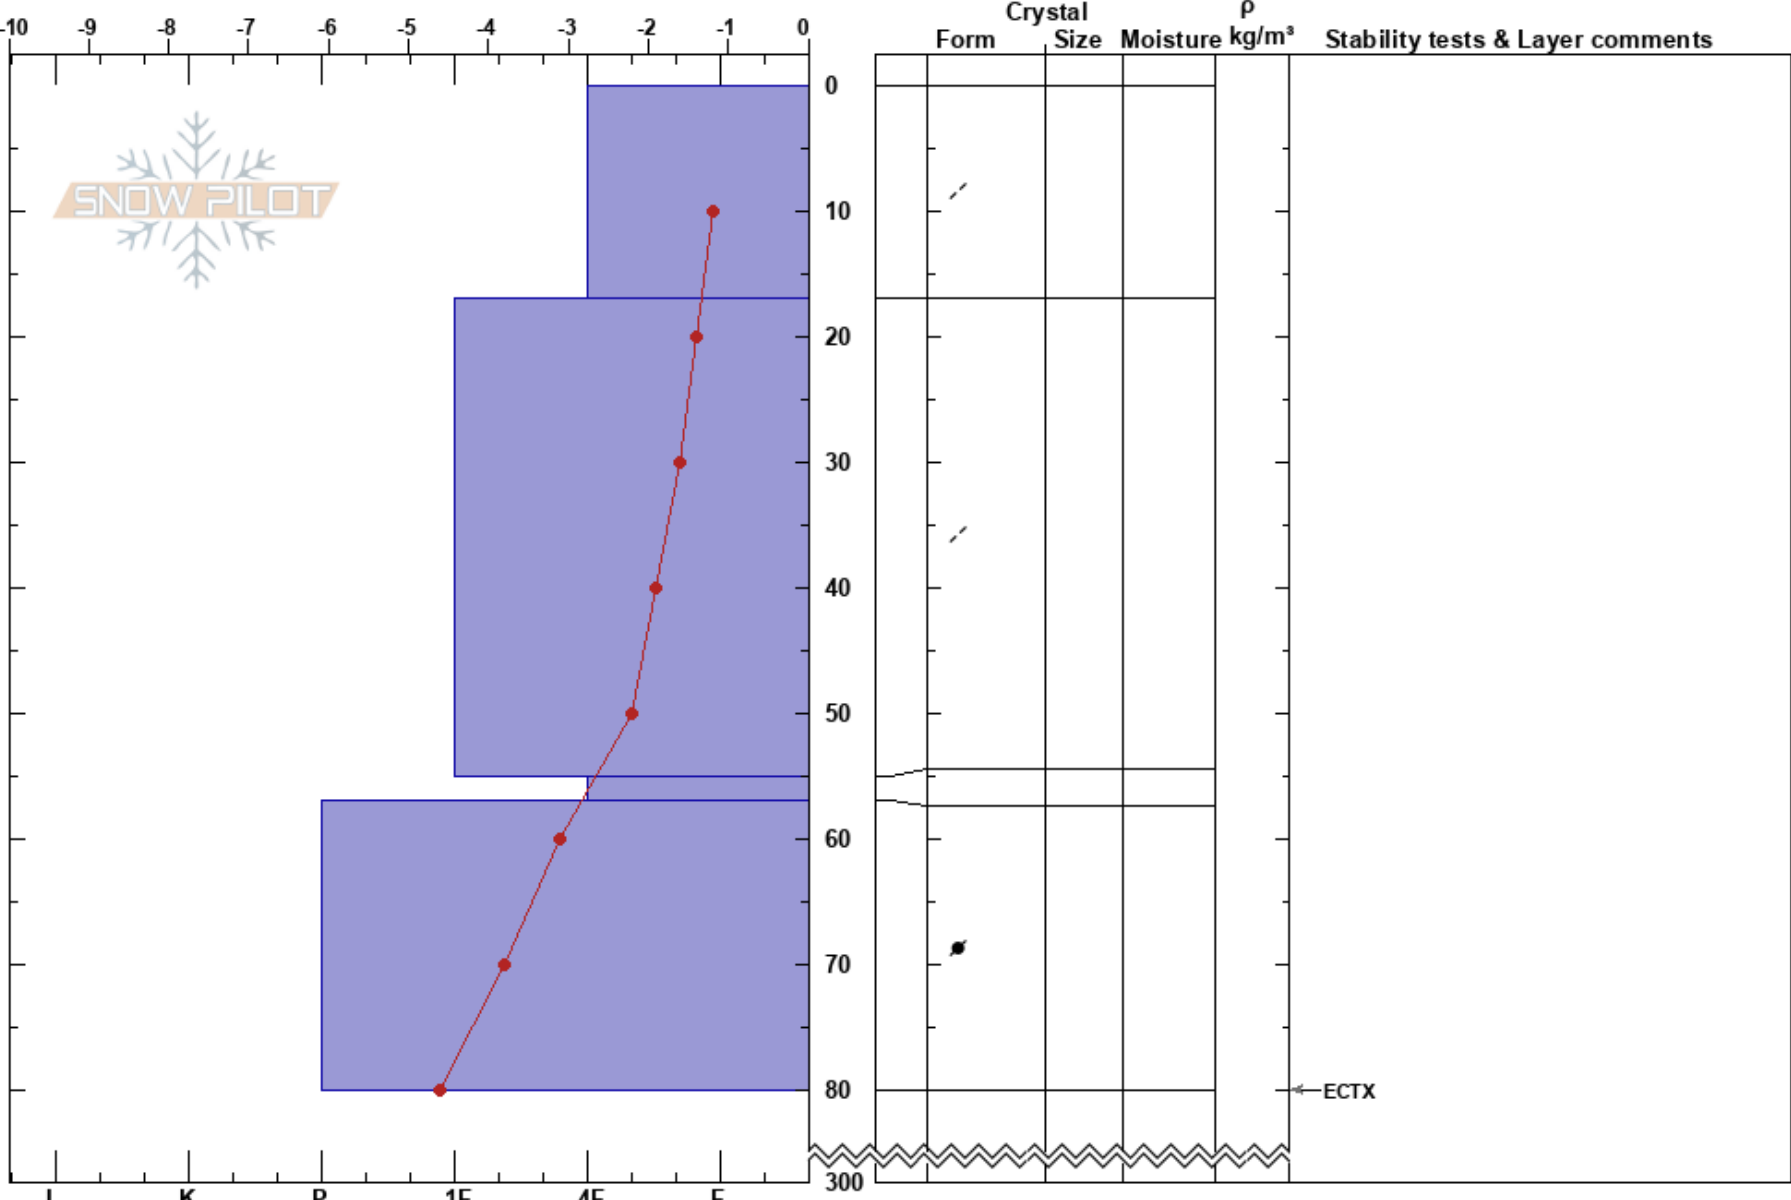 Crystal ρ
-10 -9 -8 -7 -6 -5 -4 -3 -2 -1 0 Form Size Moisture kg/m³ Stability tests & Layer comments
0
SNOW PILOT
10
20
30
40
50
60
70
80 ECTX
300
I K P 1F 4F F